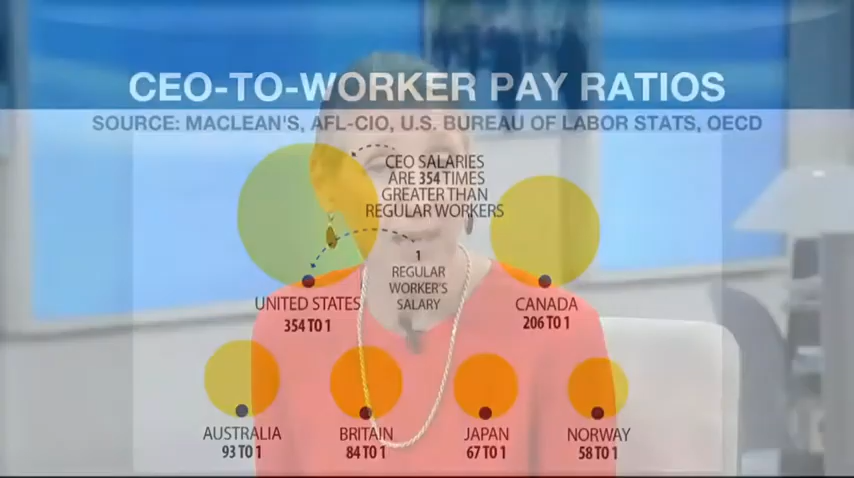 CEO-TO-WORKER PAY RATIOS
SOURCE: MACLEAN'S, AFL-CIO, U.S. BUREAU OF LABOR STATS, OECD
CEO SALARIES
ARE 354 TIMES
GREATER THAN
REGULAR WORKERS
1
REGULAR
WORKER'S
SALARY
UNITED STATES
354 TO 1
CANADA
206 TO 1
AUSTRALIA
93 TO 1
BRITAIN
84 TO 1
JAPAN
67 TO 1
NORWAY
58 TO 1